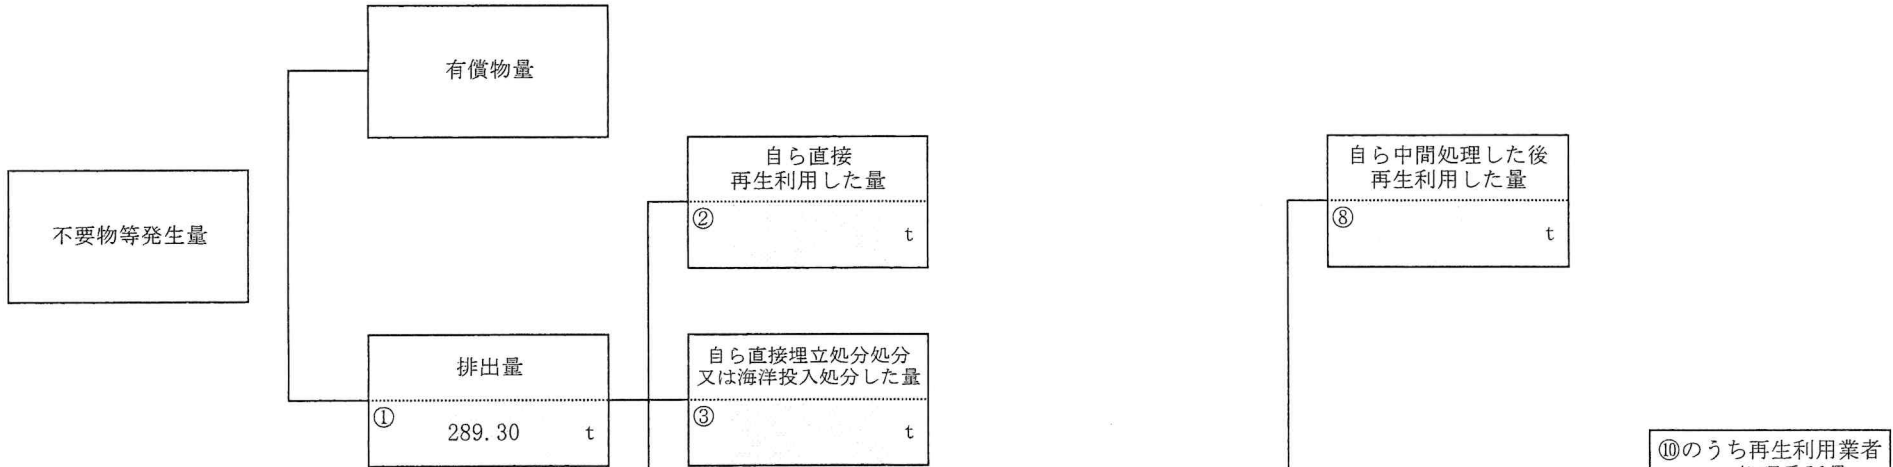 有償物量
自ら直接
再生利用した量
②
t
自ら中間処理した後
再生利用した量
⑧
t
不要物等発生量
排出量
①
289.30 t
自ら直接埋立処分処分
又は海洋投入処分した量
③
t
⑩のうち再生利用業者